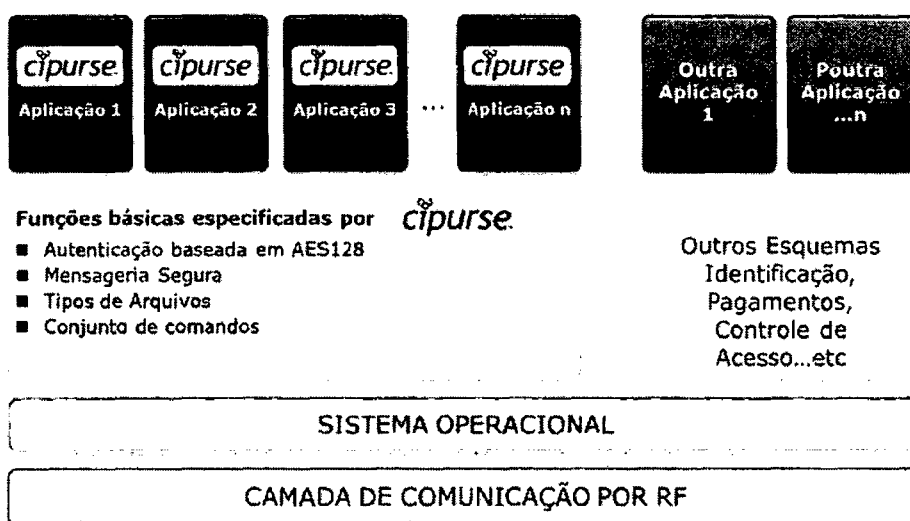 cipurse.
Aplicação 1
cipurse
Aplicação 2
cipurse.
Aplicação 3
...
cipurse
Aplicação n
Outra
Aplicação
1
Poutra
Aplicação
...n
Funções básicas especificadas por cipurse.
■ Autenticação baseada em AES128
■ Mensageria Segura
■ Tipos de Arquivos
■ Conjunto de comandos
Outros Esquemas
Identificação,
Pagamentos,
Controle de
Acesso...etc
SISTEMA OPERACIONAL
CAMADA DE COMUNICAÇÃO POR RF